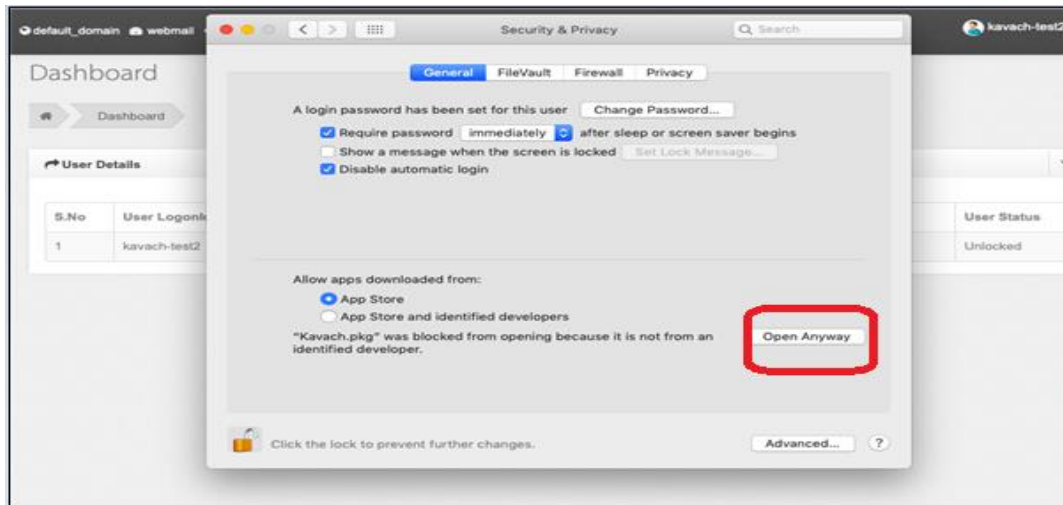 default_domain webmail
Security & Privacy
Search
kavach-test2
Dashboard
General FileVault Firewall Privacy
A login password has been set for this user Change Password...
Dashboard
Require password immediately after sleep or screen saver begins
Show a message when the screen is locked Set Lock Message...
User Details
Disable automatic login
S.No
User Status
1 kavach-test2
Unlocked
Allow apps downloaded from:
App Store
App Store and identified developers
"Kavach.pkg" was blocked from opening because it is not from an
identified developer.
Open Anyway
Click the lock to prevent further changes.
Advanced... ?